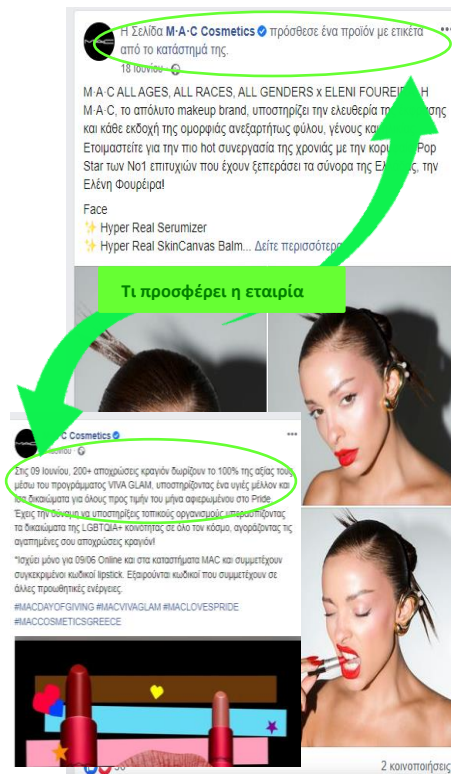 Η Σελίδα M·A·C Cosmetics πρόσθεσε ένα προϊόν με ετικέτα
από το κατάστημά της.
18 Ιουνίου
M·A·C ALL AGES, ALL RACES, ALL GENDERS x ELENI FOUREI Η
M·A·C, το απόλυτο makeup brand, υποστηρίζει την ελευθερία της
και κάθε εκδοχή της ομορφιάς ανεξαρτήτως φύλου, γένους και
Ετοιμαστείτε για την πιο hot συνεργασία της χρονιάς με την Pop
Star των Νο1 επιτυχιών που έχουν ξεπεράσει τα σύνορα της την
Ελένη Φουρέιρα!
Face
✨ Hyper Real Serumizer
✨ Hyper Real SkinCanvas Balm... Δείτε περισσότερα
Τι προσφέρει η εταιρία
MAC
C Cosmetics
Στις 09 Ιουνίου, 200+ αποχρώσεις κραγιόν δωρίζουν το 100% της αξίας τους
μέσω του προγράμματος VIVA GLAM, υποστηρίζοντας ένα υγιές μέλλον και
ίσα δικαιώματα για όλους προς τιμήν του μήνα αφιερωμένου στο Pride.
Έχεις την δύναμη να υποστηρίξεις τοπικούς οργανισμούς υπερασπίζοντας
τα δικαιώματα της LGBTQIA+ κοινότητας σε όλο τον κόσμο, αγοράζοντας τις
αγαπημένες σου αποχρώσεις κραγιόν!
*Ισχύει μόνο για 09/06 Online και στα καταστήματα MAC και συμμετέχουν
συγκεκριμένοι κωδικοί lipstick. Εξαιρούνται κωδικοί που συμμετέχουν σε
άλλες προωθητικές ενέργειες.
#MACDAYOFGIVING #MACVIVAGLAM #MACLOVESPRIDE
#MACCOSMETICSGREECE
2 κοινοποιήσεις